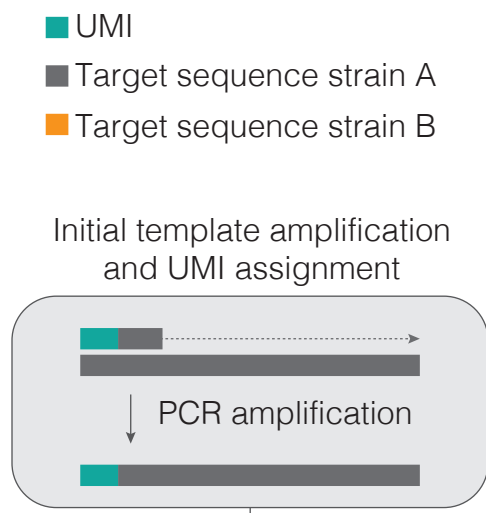 UMI
Target sequence strain A
Target sequence strain B
Initial template amplification
and UMI assignment
PCR amplification